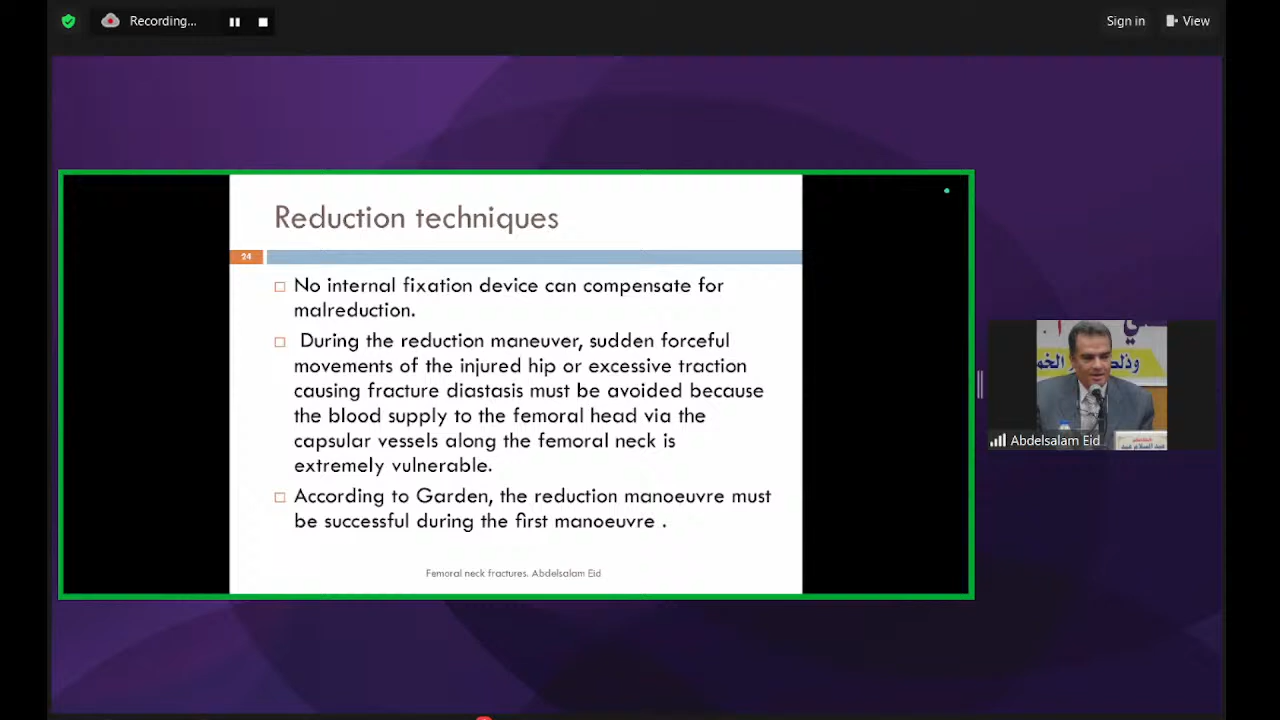 Recording...
Sign in
View
Reduction techniques
24
No internal fixation device can compensate for
malreduction.
During the reduction maneuver, sudden forceful
movements of the injured hip or excessive traction
causing fracture diastasis must be avoided because
the blood supply to the femoral head via the
capsular vessels along the femoral neck is
extremely vulnerable.
According to Garden, the reduction manoeuvre must
be successful during the first manoeuvre .
Femoral neck fractures. Abdelsalam Eid
Abdelsalam Eid